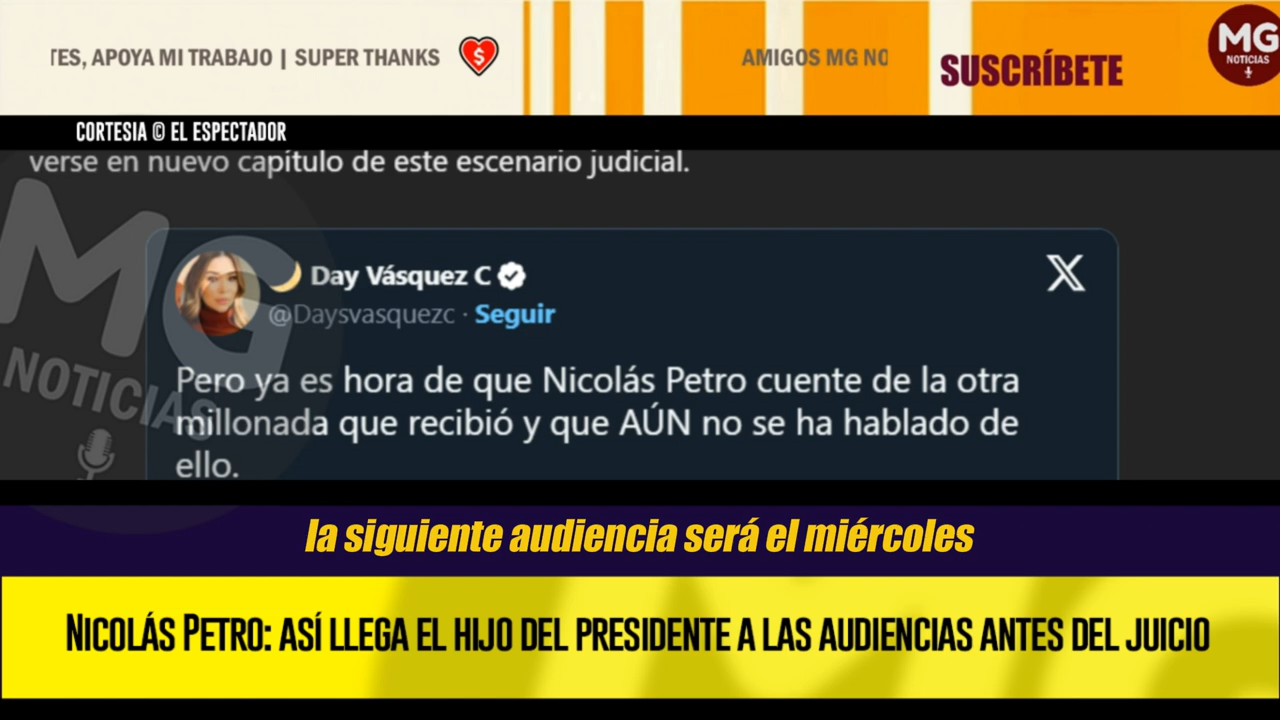 TES, APOYA MI TRABAJO | SUPER THANKS
AMIGOS MG NO
SUSCRÍBETE
MG
NOTICIAS
CORTESIA © EL ESPECTADOR
verse en nuevo capítulo de este escenario judicial.
MG
NOTICIAS
Day Vásquez C
X
@Daysvasquezc · Seguir
Pero ya es hora de que Nicolás Petro cuente de la otra
millonada que recibió y que AÚN no se ha hablado de
ello.
la siguiente audiencia será el miércoles
NICOLÁS PETRO: ASÍ LLEGA EL HIJO DEL PRESIDENTE A LAS AUDIENCIAS ANTES DEL JUICIO